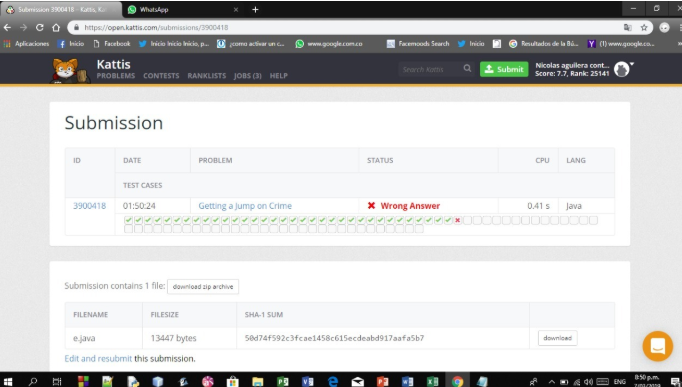 Submission 3900418 - Kattis, Ka
WhatsApp
https://open.kattis.com/submissions/3900418
Aplicaciones
Inicio
Facebook
Inicio Inicio Inicio, p...
¿como activar un c...
www.google.com.co
Facemoods Search
Inicio
Resultados de la Bú...
(1) www.google.co...
Kattis
PROBLEMS CONTESTS RANKLISTS JOBS (3) HELP
Search Kattis
Submit
Nicolas aguilera cont...
Score: 7.7, Rank: 25141
Submission
ID DATE PROBLEM STATUS CPU LANG
TEST CASES
3900418 01:50:24 Getting a Jump on Crime Wrong Answer 0.41 s Java
Submission contains 1 file: download zip archive
FILENAME FILESIZE SHA-1 SUM
e.java 13447 bytes 50d74f592c3fcae1458c615ecdeabd917aafa5b7 download
Edit and resubmit this submission.
ENG
8:50 p.m.